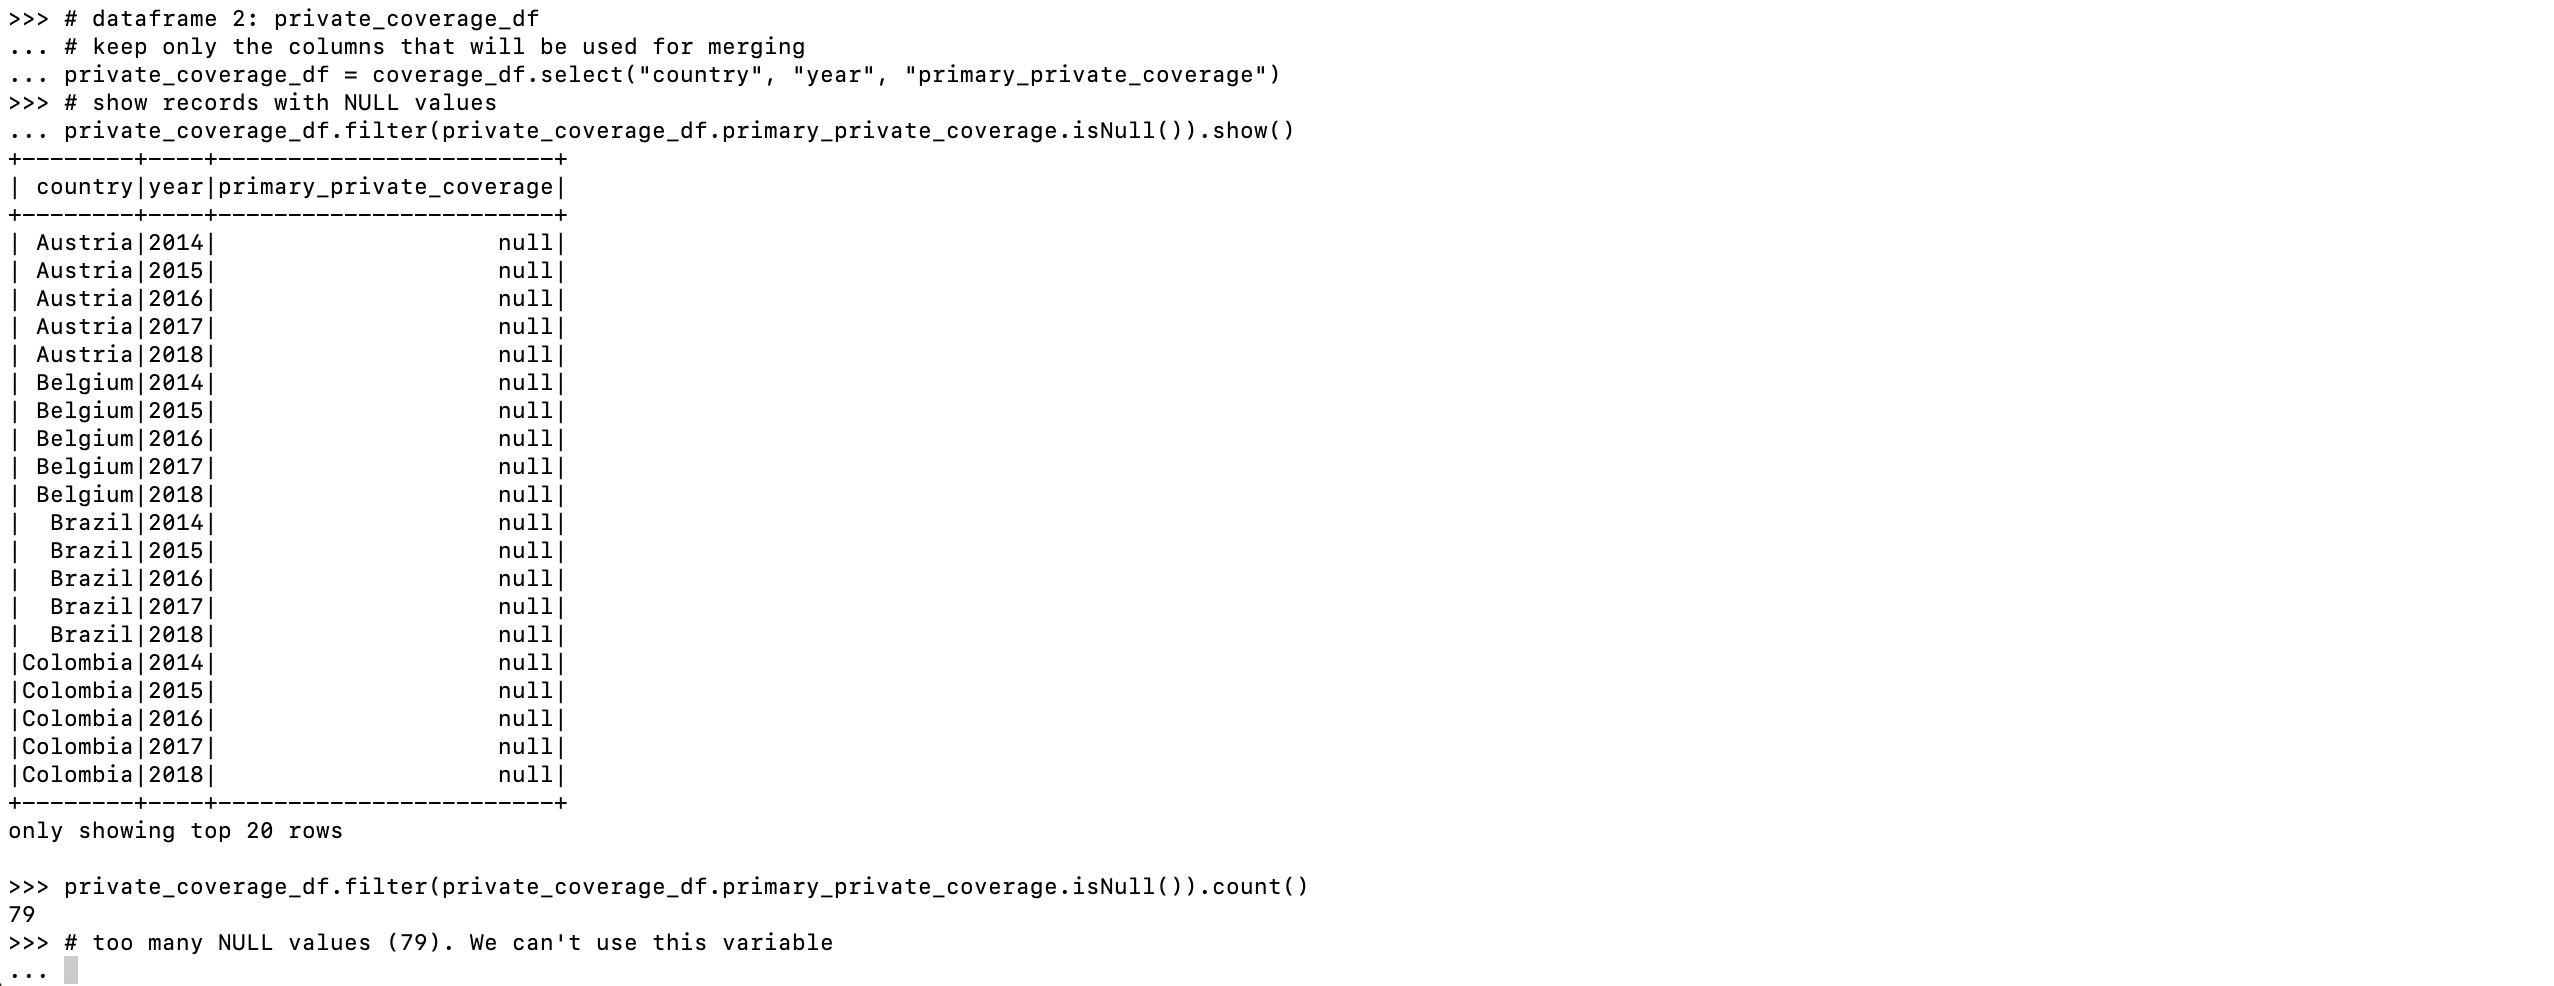 >>> # dataframe 2: private_coverage_df
... # keep only the columns that will be used for merging
... private_coverage_df = coverage_df.select("country", "year", "primary_private_coverage")
>>> # show records with NULL values
... private_coverage_df.filter(private_coverage_df.primary_private_coverage.isNull()).show()
+--------+----+------------------------+
| country|year|primary_private_coverage|
+--------+----+------------------------+
| Austria|2014|                    null|
| Austria|2015|                    null|
| Austria|2016|                    null|
| Austria|2017|                    null|
| Austria|2018|                    null|
| Belgium|2014|                    null|
| Belgium|2015|                    null|
| Belgium|2016|                    null|
| Belgium|2017|                    null|
| Belgium|2018|                    null|
|  Brazil|2014|                    null|
|  Brazil|2015|                    null|
|  Brazil|2016|                    null|
|  Brazil|2017|                    null|
|  Brazil|2018|                    null|
|Colombia|2014|                    null|
|Colombia|2015|                    null|
|Colombia|2016|                    null|
|Colombia|2017|                    null|
|Colombia|2018|                    null|
+--------+----+------------------------+
only showing top 20 rows

>>> private_coverage_df.filter(private_coverage_df.primary_private_coverage.isNull()).count()
79
>>> # too many NULL values (79). We can't use this variable
...